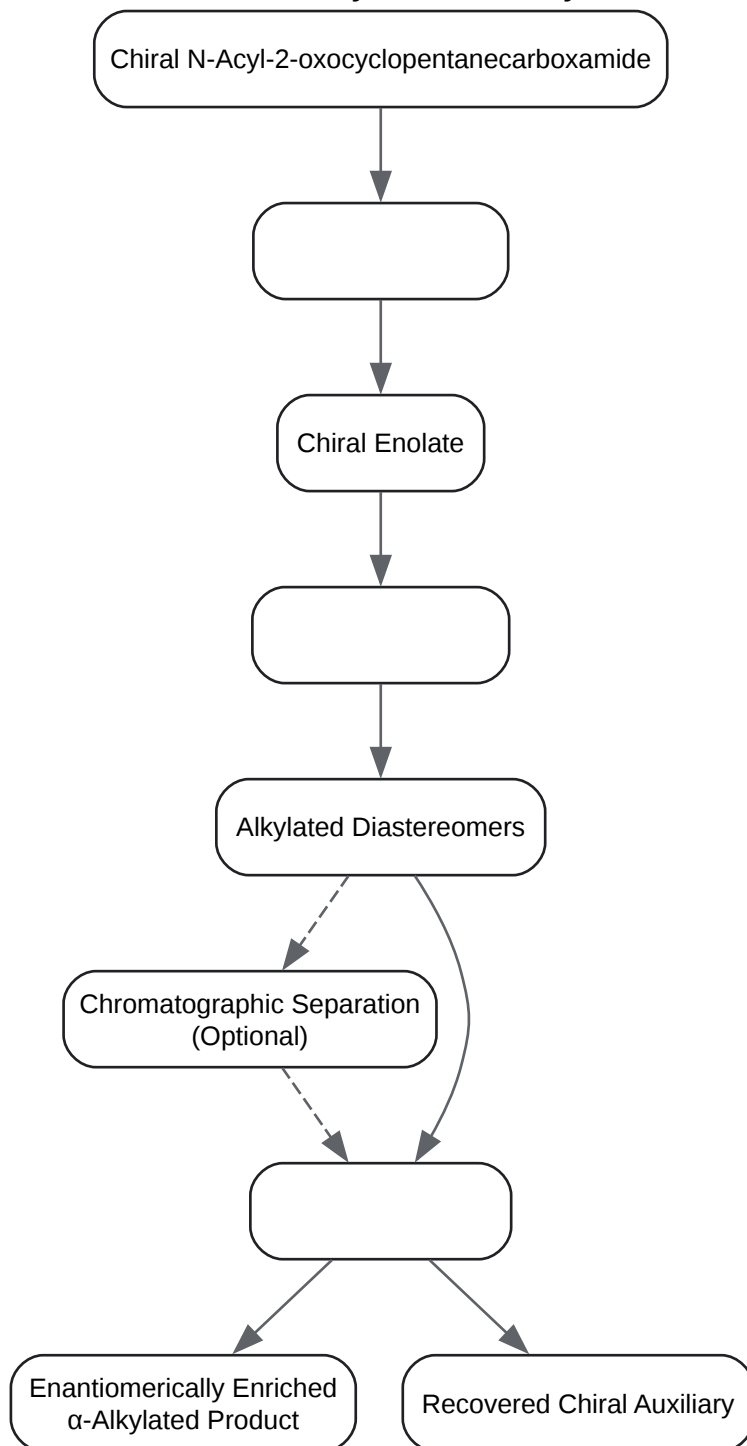 Chiral N-Acyl-2-oxocyclopentanecarboxamide
Chiral Enolate
Alkylated Diastereomers
Chromatographic Separation
(Optional)
Enantiomerically Enriched
α-Alkylated Product
Recovered Chiral Auxiliary